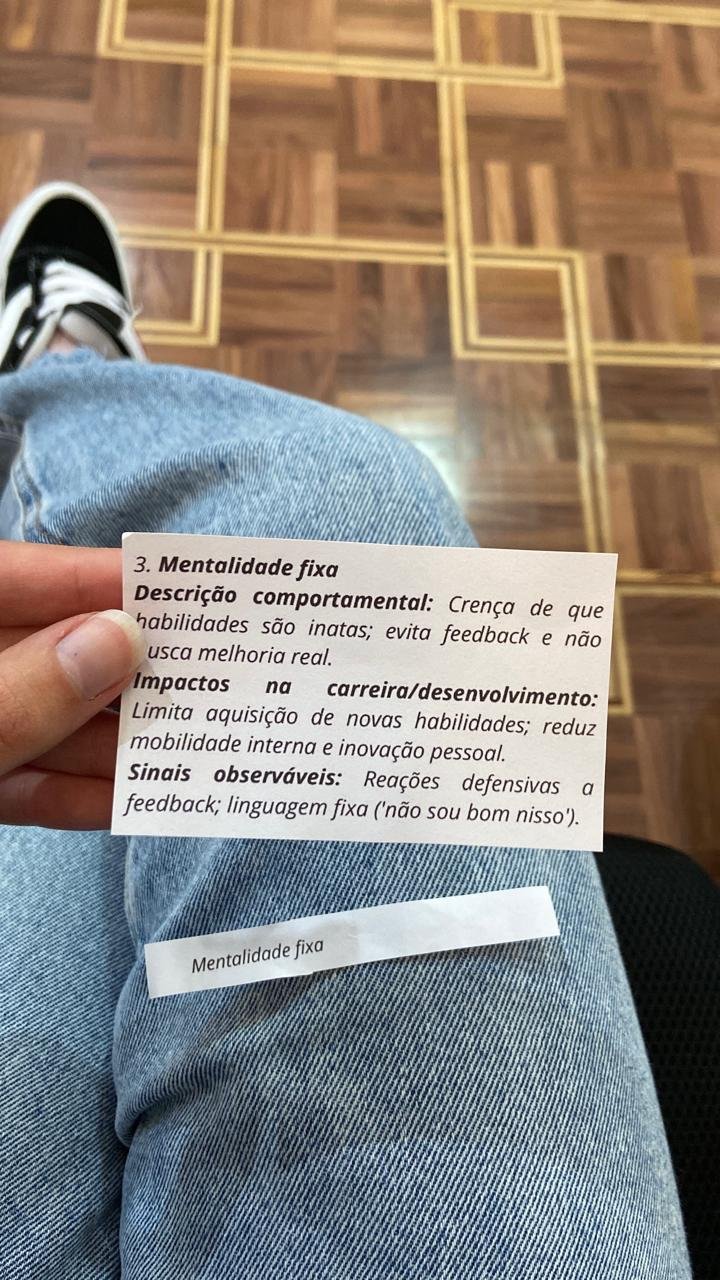 3. Mentalidade fixa
Descrição comportamental: Crença de que
habilidades são inatas; evita feedback e não
usca melhoria real.
Impactos na carreira/desenvolvimento:
Limita aquisição de novas habilidades; reduz
mobilidade interna e inovação pessoal.
Sinais observáveis: Reações defensivas a
feedback; linguagem fixa ('não sou bom nisso').
Mentalidade fixa